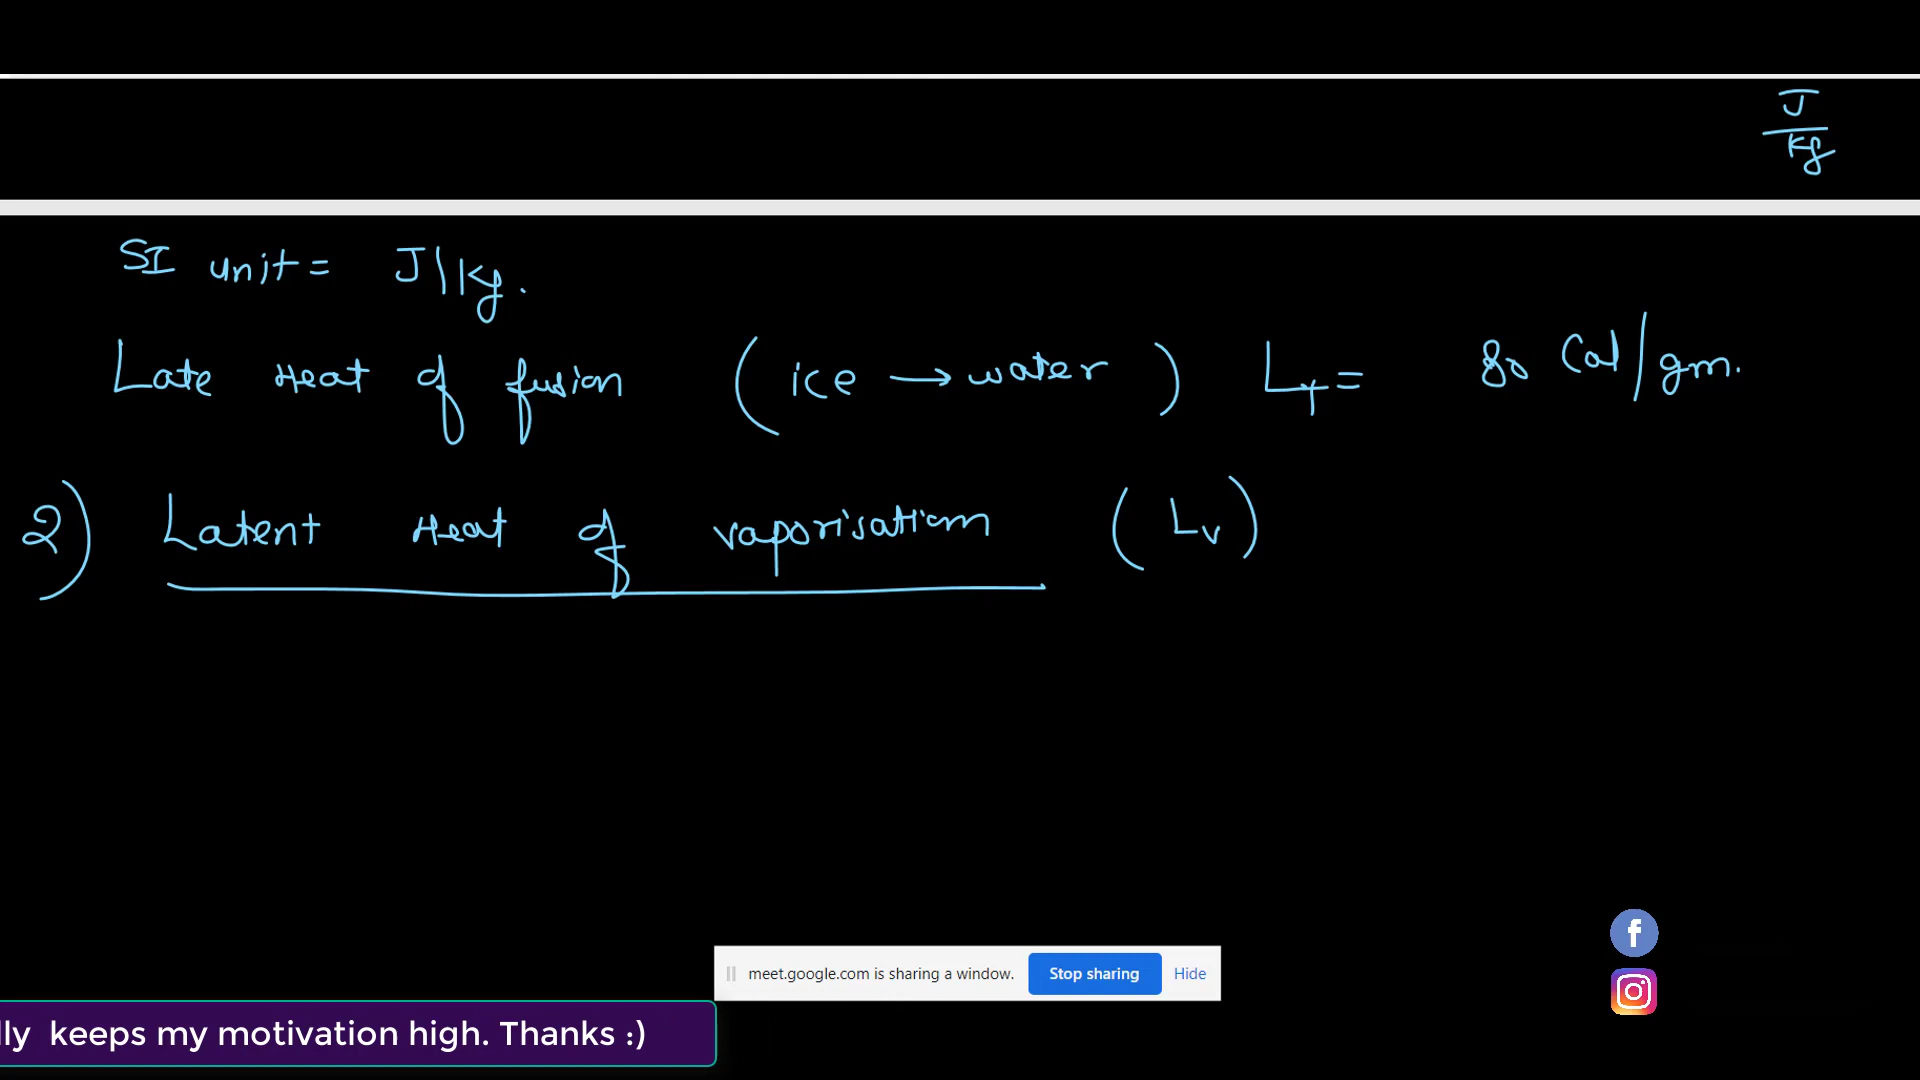 J
kg
SI unit = J\kg.
Late Heat of fusion (ice → water) Lf = 80 Cal/gm.
2) Latent Heat of vaporisation (Lv)
meet.google.com is sharing a window. Stop sharing Hide
lly keeps my motivation high. Thanks :)